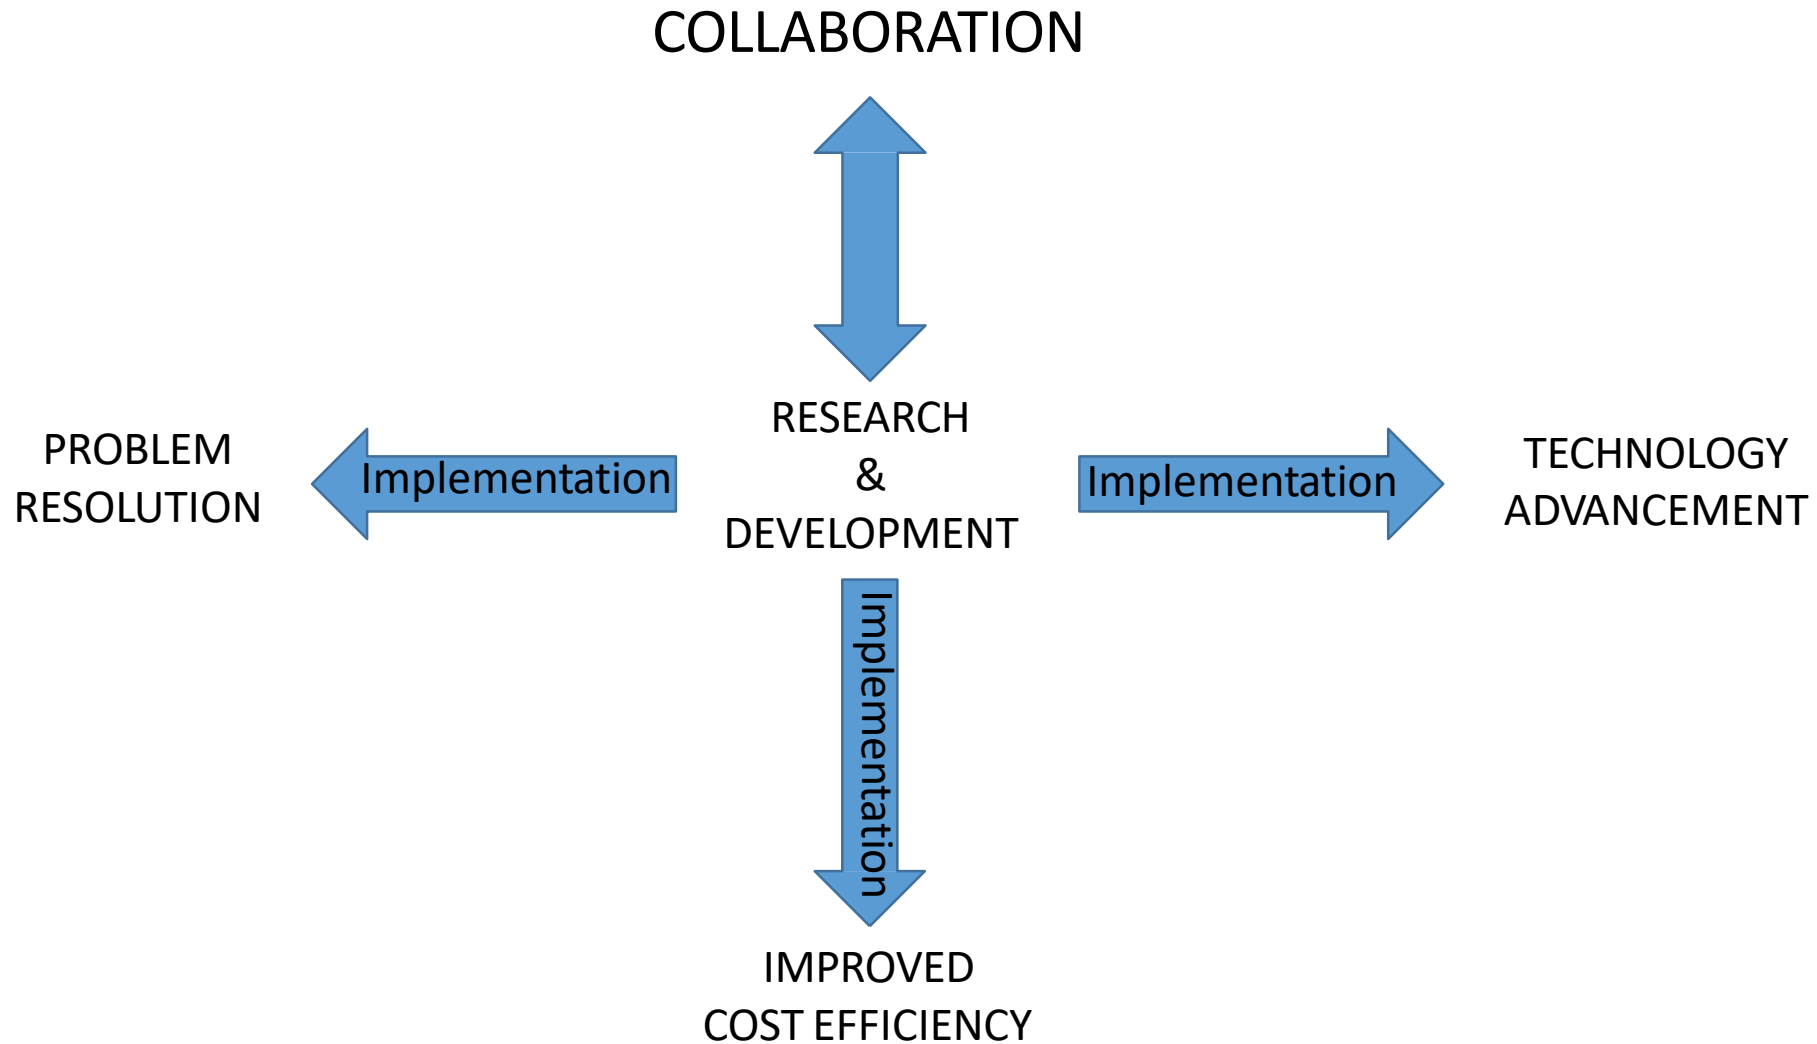 COLLABORATION
RESEARCH
&
DEVELOPMENT
PROBLEM
RESOLUTION
Implementation
Implementation
TECHNOLOGY
ADVANCEMENT
Implementation
IMPROVED
COST EFFICIENCY